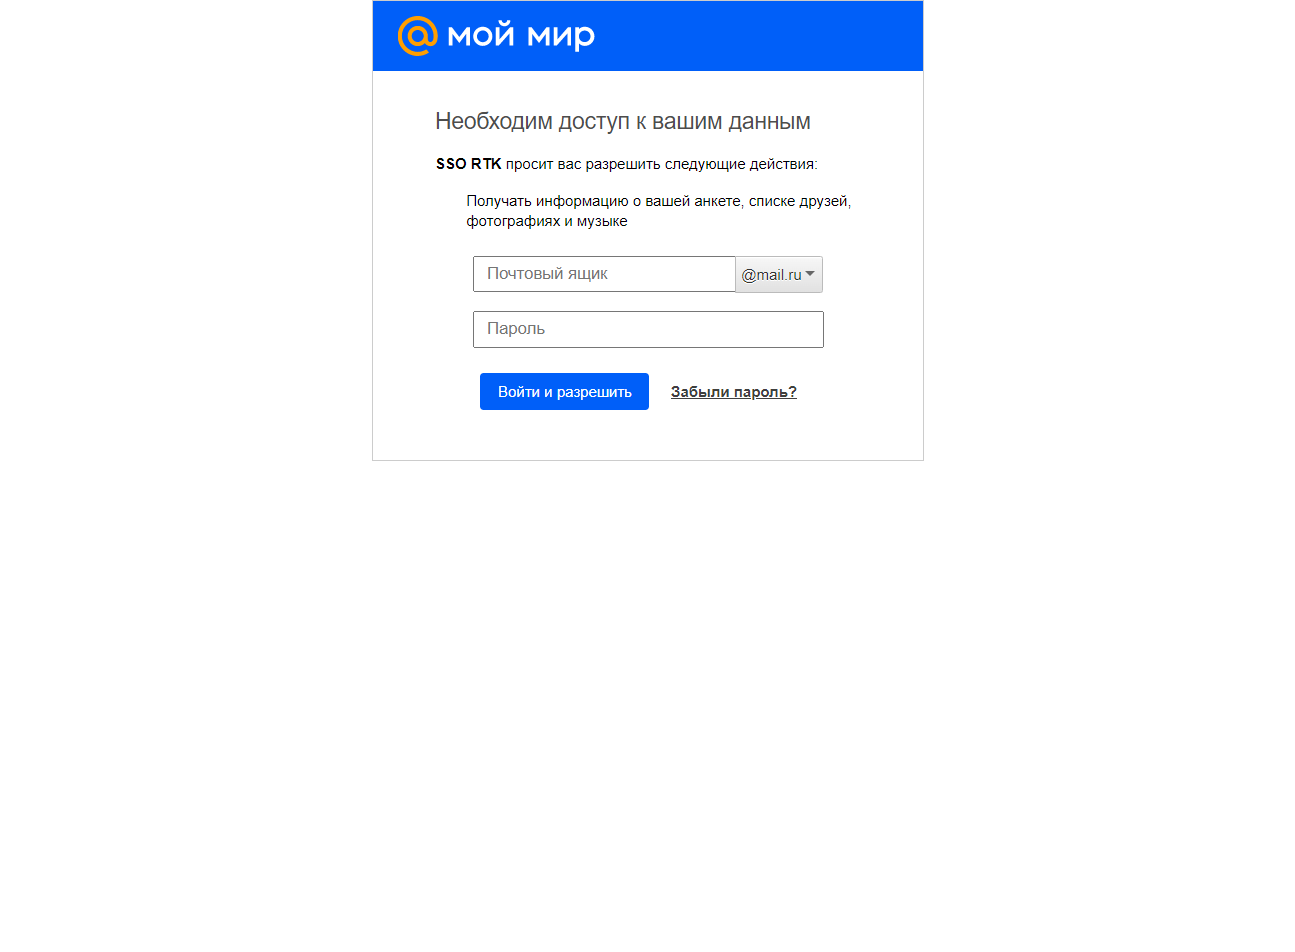 @ мой мир
Необходим доступ к вашим данным
SSO RTK просит вас разрешить следующие действия:
Получать информацию о вашей анкете, списке друзей,
фотографиях и музыке
Почтовый ящик @mail.ru
Пароль
Войти и разрешить Забыли пароль?